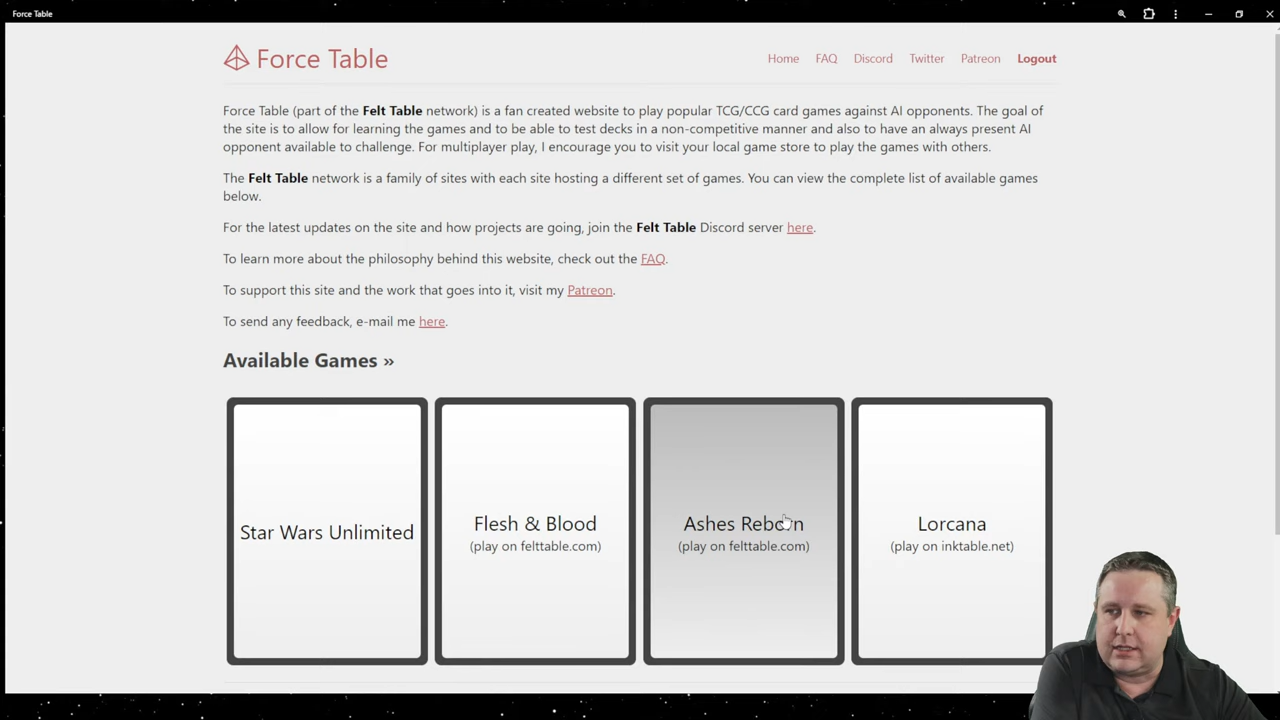 Force Table
Force Table
Home FAQ Discord Twitter Patreon Logout
Force Table (part of the Felt Table network) is a fan created website to play popular TCG/CCG card games against AI opponents. The goal of
the site is to allow for learning the games and to be able to test decks in a non-competitive manner and also to have an always present AI
opponent available to challenge. For multiplayer play, I encourage you to visit your local game store to play the games with others.
The Felt Table network is a family of sites with each site hosting a different set of games. You can view the complete list of available games
below.
For the latest updates on the site and how projects are going, join the Felt Table Discord server here.
To learn more about the philosophy behind this website, check out the FAQ.
To support this site and the work that goes into it, visit my Patreon.
To send any feedback, e-mail me here.
Available Games »
Star Wars Unlimited
Flesh & Blood
(play on felttable.com)
Ashes Reborn
(play on felttable.com)
Lorcana
(play on inktable.net)